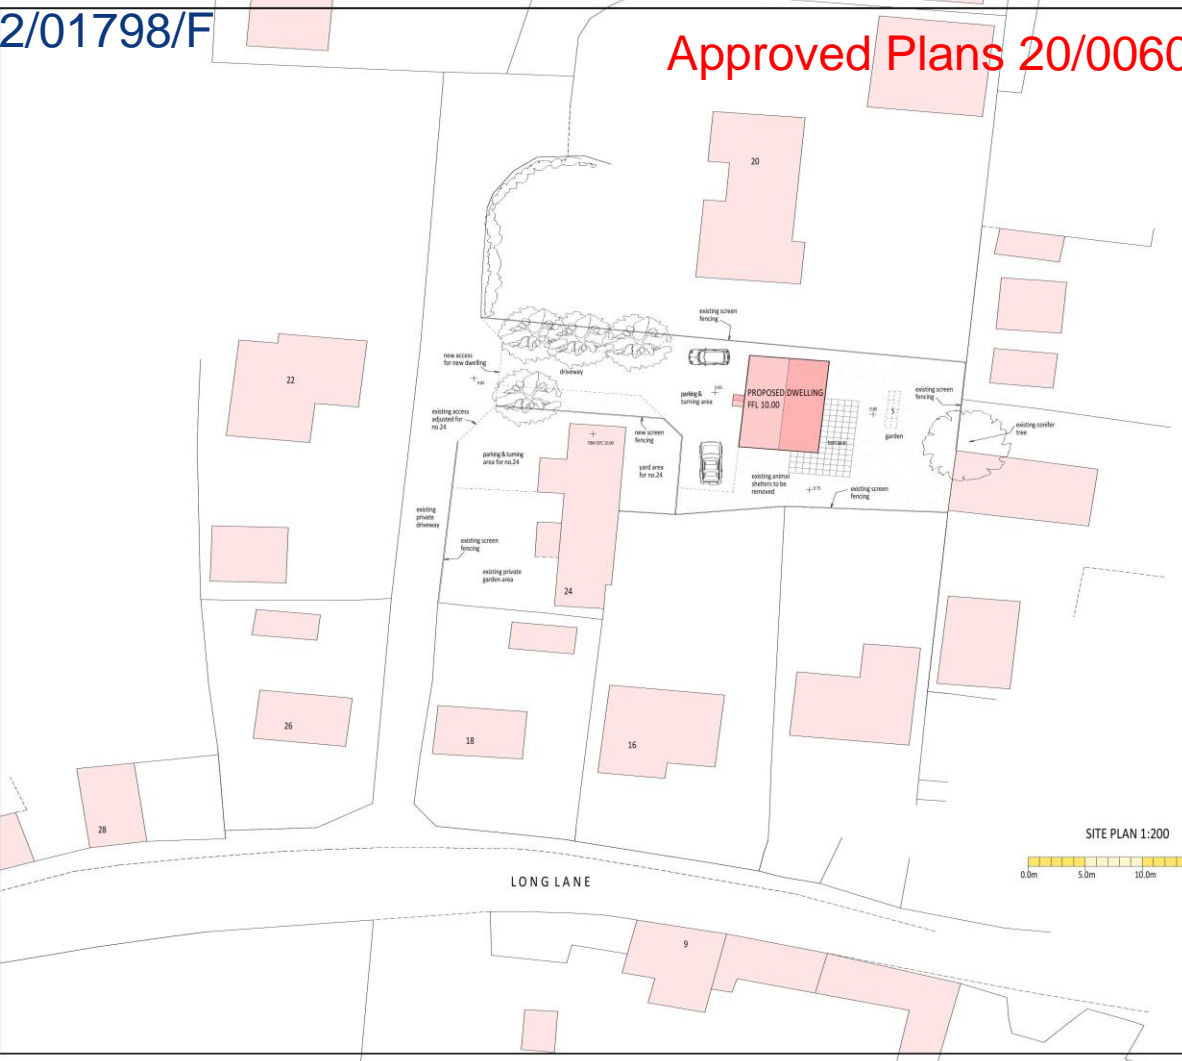 2/01798/F
Approved Plans 20/0060
20
existing screen
fencing
new access
for new dwelling
driveway
22
parking &
turning area
PROPOSED DWELLING
FFL 10.00
existing screen
fencing
S
garden
existing conifer
tree
existing access
adjusted for
no.24
new screen
fencing
terrace
parking & turning
area for no.24
yard area
for no.24
existing animal
shelters to be
removed
existing screen
fencing
existing
private
driveway
existing screen
fencing
existing private
garden area
24
26
18
16
28
SITE PLAN 1:200
0.0m 5.0m 10.0m
LONG LANE
9